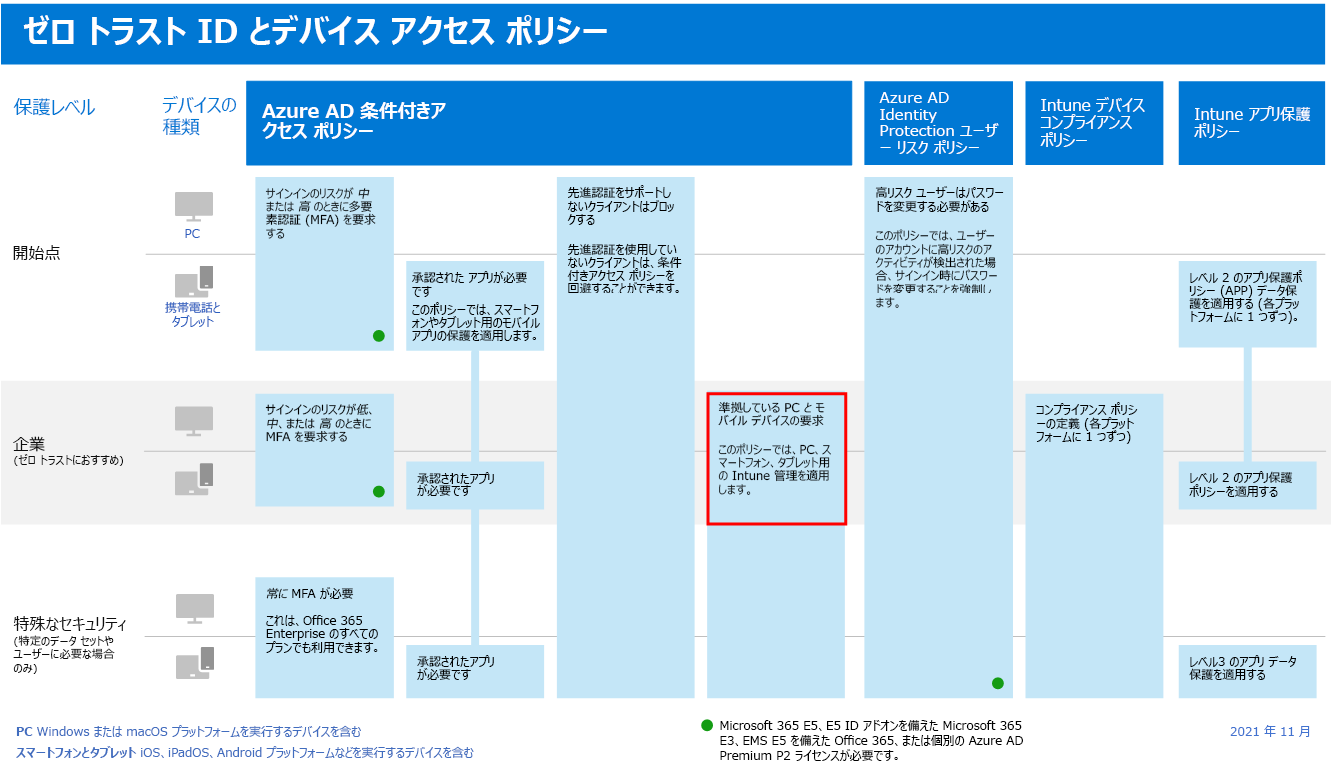 ゼロ トラスト ID とデバイス アクセス ポリシー
保護レベル
デバイスの
種類
Azure AD 条件付きア
クセス ポリシー
Azure AD
Identity
Protection ユーザ
ー リスク ポリシー
Intune デバイス
コンプライアンス
ポリシー
Intune アプリ保護
ポリシー
開始点
PC
携帯電話と
タブレット
サインインのリスクが 中
または 高 のときに多要
素認証 (MFA) を要求
する
承認された アプリが必要
です
このポリシーでは、スマートフ
ォンやタブレット用のモバイル
アプリの保護を適用します。
先進認証をサポートし
ないクライアントはブロッ
クする
先進認証を使用してい
ないクライアントは、条件
付きアクセス ポリシーを
回避することができます。
高リスク ユーザーはパスワー
ドを変更する必要がある
このポリシーでは、ユーザー
のアカウントに高リスクのア
クティビティが検出された場
合、サインイン時にパスワー
ドを変更することを強制し
ます。
レベル 2 のアプリ保護ポ
リシー (APP) データ保
護を適用する (各プラッ
トフォームに 1 つずつ)。
企業
(ゼロ トラストにおすすめ)
サインインのリスクが低、
中、または 高 のときに
MFA を要求する
承認されたアプリ
が必要です
準拠している PC とモ
バイル デバイスの要求
このポリシーでは、PC、ス
マートフォン、タブレット用
の Intune 管理を適用
します。
コンプライアンス ポリシ
ーの定義 (各プラット
フォームに 1 つずつ)
レベル 2 のアプリ保護
ポリシーを適用する
特殊なセキュリティ
(特定のデータ セットや
ユーザーに必要な場合
のみ)
常に MFA が必要
これは、Office 365
Enterprise のすべての
プランでも利用できます。
承認されたアプリ
が必要です
レベル3 のアプリ データ
保護を適用する
PC Windows または macOS プラットフォームを実行するデバイスを含む
スマートフォンとタブレット iOS、iPadOS、Android プラットフォームなどを実行するデバイスを含む
Microsoft 365 E5、E5 ID アドオンを備えた Microsoft 365
E3、EMS E5 を備えた Office 365、または個別の Azure AD
Premium P2 ライセンスが必要です。
2021 年 11 月